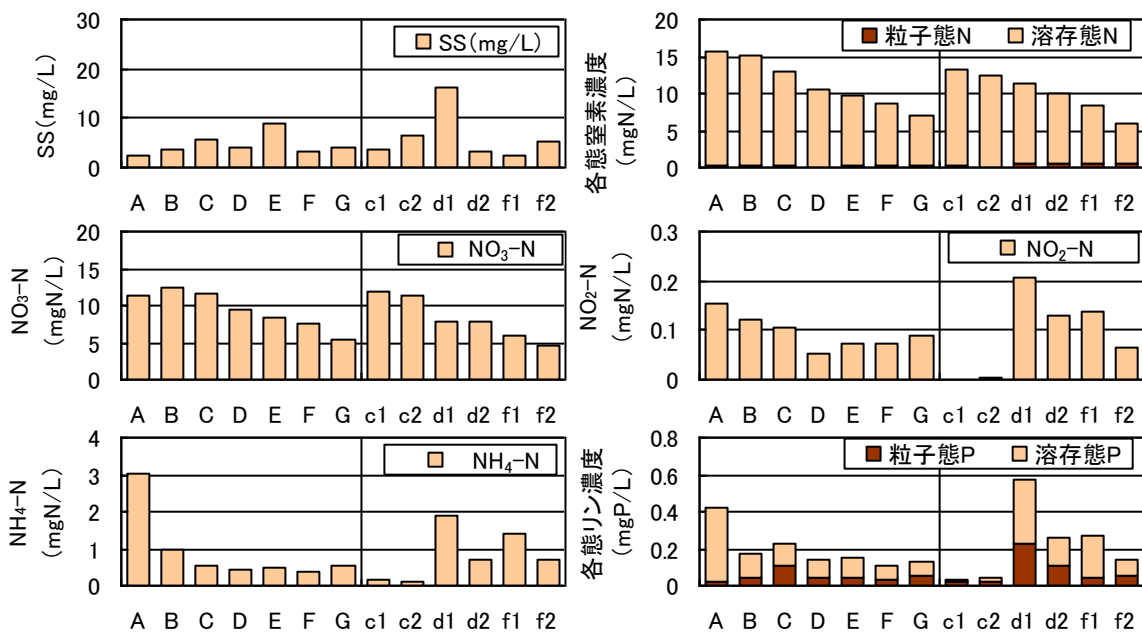 SS(mg/L)
30
20
10
0
SS(mg/L)
A B C D E F G c1 c2 d1 d2 f1 f2
各態窒素濃度
(mgN/L)
20
15
10
5
0
粒子態N 溶存態N
A B C D E F G c1 c2 d1 d2 f1 f2
NO₃-N
(mgN/L)
20
15
10
5
0
NO₃-N
A B C D E F G c1 c2 d1 d2 f1 f2
NO₂-N
(mgN/L)
0.3
0.2
0.1
0
NO₂-N
A B C D E F G c1 c2 d1 d2 f1 f2
NH₄-N
(mgN/L)
4
3
2
1
0
NH₄-N
A B C D E F G c1 c2 d1 d2 f1 f2
各態リン濃度
(mgP/L)
0.8
0.6
0.4
0.2
0
粒子態P 溶存態P
A B C D E F G c1 c2 d1 d2 f1 f2